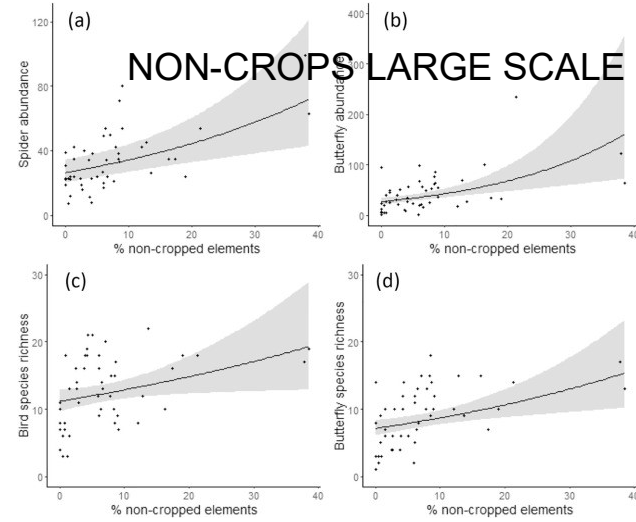 (a)
(b)
NON-CROPS LARGE SCALE
Spider abundance
120
80
40
0
0 10 20 30 40
% non-cropped elements
Butterfly abundance
400
300
200
100
0
0 10 20 30 40
% non-cropped elements
(c)
(d)
Bird species richness
30
20
10
0
0 10 20 30 40
% non-cropped elements
Butterfly species richness
30
20
10
0
0 10 20 30 40
% non-cropped elements